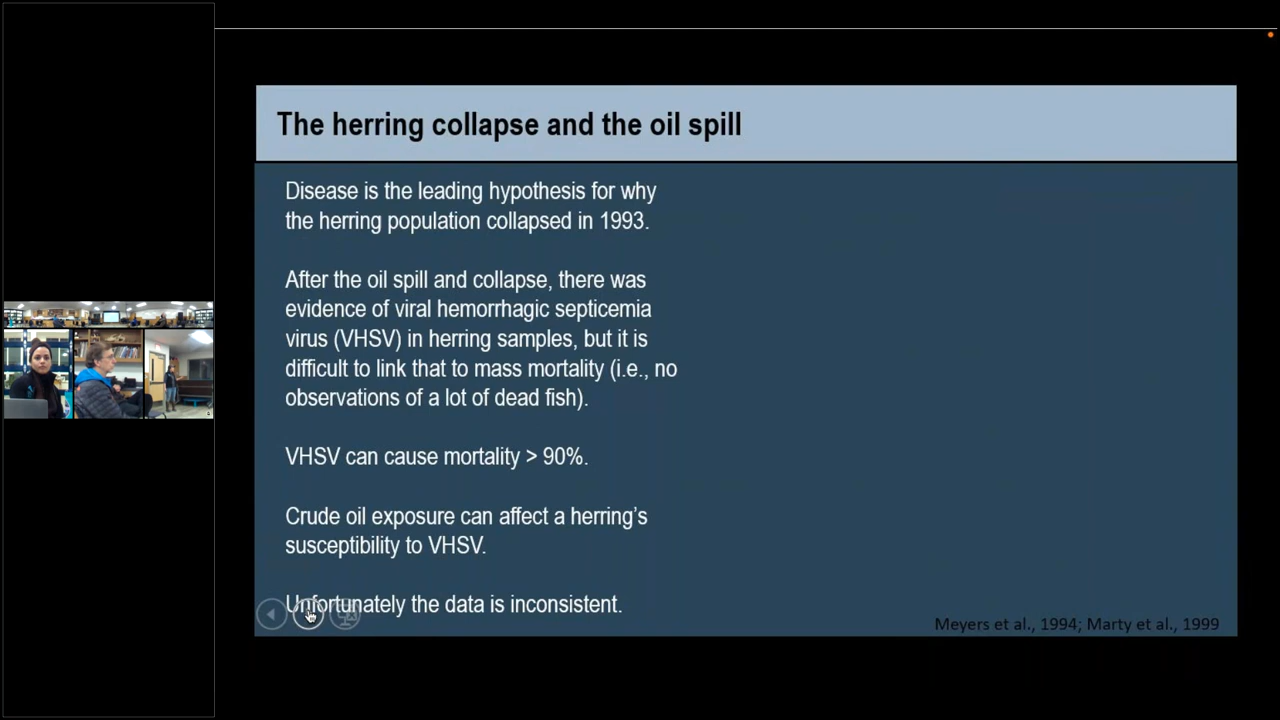 The herring collapse and the oil spill
Disease is the leading hypothesis for why
the herring population collapsed in 1993.
After the oil spill and collapse, there was
evidence of viral hemorrhagic septicemia
virus (VHSV) in herring samples, but it is
difficult to link that to mass mortality (i.e., no
observations of a lot of dead fish).
VHSV can cause mortality > 90%.
Crude oil exposure can affect a herring’s
susceptibility to VHSV.
Unfortunately the data is inconsistent.
Meyers et al., 1994; Marty et al., 1999